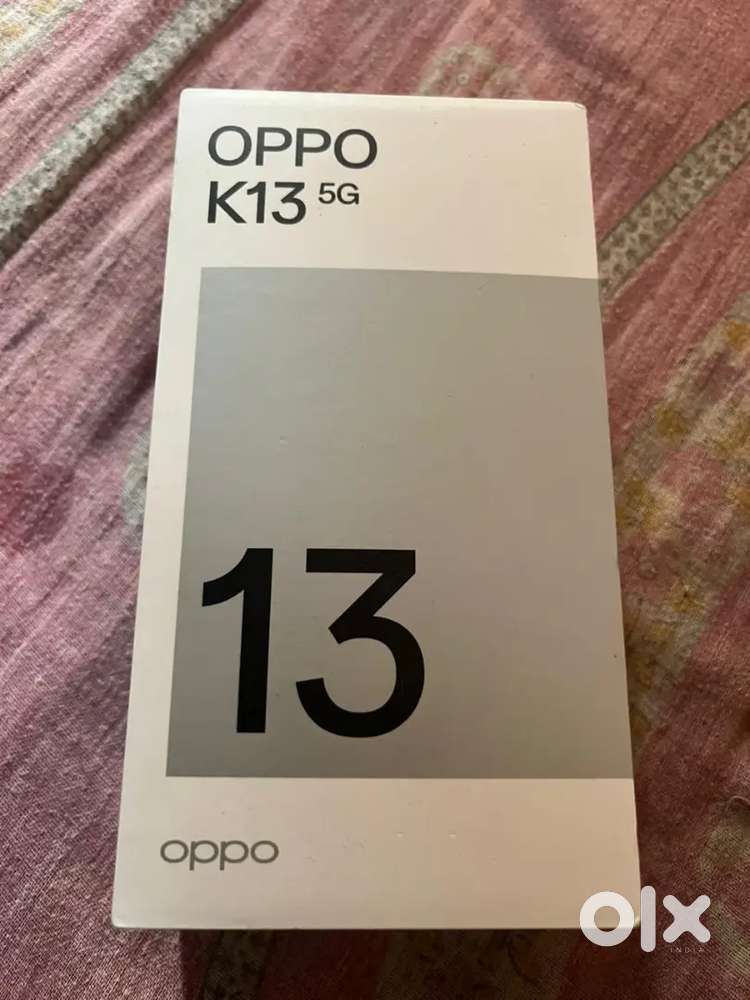 OPPO
K13 5G
13
oppo
olx
INDIA